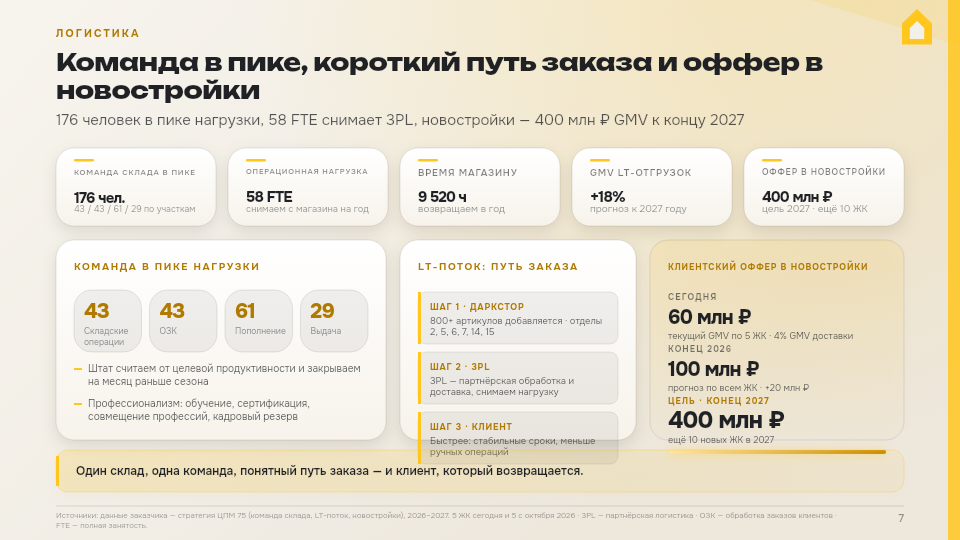 ЛОГИСТИКА
Команда в пике, короткий путь заказа и оффер в
новостройки
176 человек в пике нагрузки, 58 FTE снимает 3PL, новостройки — 400 млн ₽ GMV к концу 2027
КОМАНДА СКЛАДА В ПИКЕ
176 чел.
43 / 43 / 61 / 29 по участкам
ОПЕРАЦИОННАЯ НАГРУЗКА
58 FTE
снимаем с магазина на год
ВРЕМЯ МАГАЗИНУ
9 520 ч
возвращаем в год
GMV LT-ОТГРУЗОК
+18%
прогноз к 2027 году
ОФФЕР В НОВОСТРОЙКИ
400 млн ₽
цель 2027 · ещё 10 ЖК
КОМАНДА В ПИКЕ НАГРУЗКИ
43
Складские
операции
43
ОЗК
61
Пополнение
29
Выдача
Штат считаем от целевой продуктивности и закрываем
на месяц раньше сезона
Профессионализм: обучение, сертификация,
совмещение профессий, кадровый резерв
LT-ПОТОК: ПУТЬ ЗАКАЗА
ШАГ 1 · ДАРКСТОР
800+ артикулов добавляется · отделы
2, 5, 6, 7, 14, 15
ШАГ 2 · 3PL
3PL — партнёрская обработка и
доставка, снимаем нагрузку
ШАГ 3 · КЛИЕНТ
Быстрее: стабильные сроки, меньше
ручных операций
КЛИЕНТСКИЙ ОФФЕР В НОВОСТРОЙКИ
СЕГОДНЯ
60 млн ₽
текущий GMV по 5 ЖК · 4% GMV доставки
КОНЕЦ 2026
100 млн ₽
прогноз по всем ЖК · +20 млн ₽
ЦЕЛЬ · КОНЕЦ 2027
400 млн ₽
ещё 10 новых ЖК в 2027
Один склад, одна команда, понятный путь заказа — и клиент, который возвращается.
Источники: данные заказчика — стратегия ЦПМ 75 (команда склада, LT-поток, новостройки), 2026–2027. 5 ЖК сегодня и 5 с октября 2026 · 3PL — партнёрская логистика · ОЗК — обработка заказов клиентов ·
FTE — полная занятость.
7